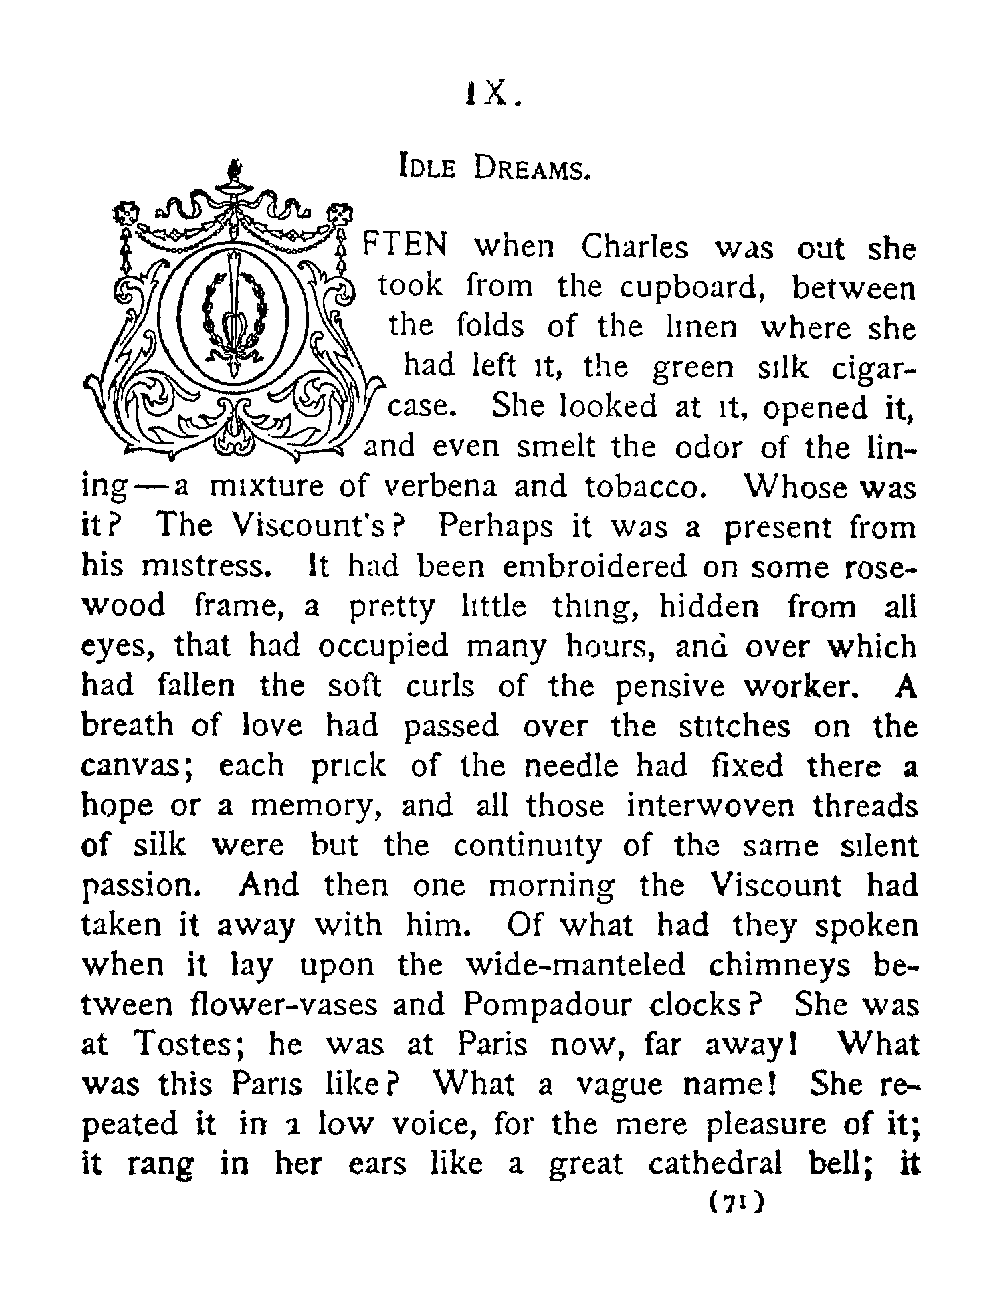 IX.
IDLE DREAMS.
OFTEN when Charles was out she
took from the cupboard, between
the folds of the linen where she
had left it, the green silk cigar-
case. She looked at it, opened it,
and even smelt the odor of the lin-
ing—a mixture of verbena and tobacco. Whose was
it? The Viscount's? Perhaps it was a present from
his mistress. It had been embroidered on some rose-
wood frame, a pretty little thing, hidden from all
eyes, that had occupied many hours, and over which
had fallen the soft curls of the pensive worker. A
breath of love had passed over the stitches on the
canvas; each prick of the needle had fixed there a
hope or a memory, and all those interwoven threads
of silk were but the continuity of the same silent
passion. And then one morning the Viscount had
taken it away with him. Of what had they spoken
when it lay upon the wide-manteled chimneys be-
tween flower-vases and Pompadour clocks? She was
at Tostes; he was at Paris now, far away! What
was this Paris like? What a vague name! She re-
peated it in a low voice, for the mere pleasure of it;
it rang in her ears like a great cathedral bell; it
(71)